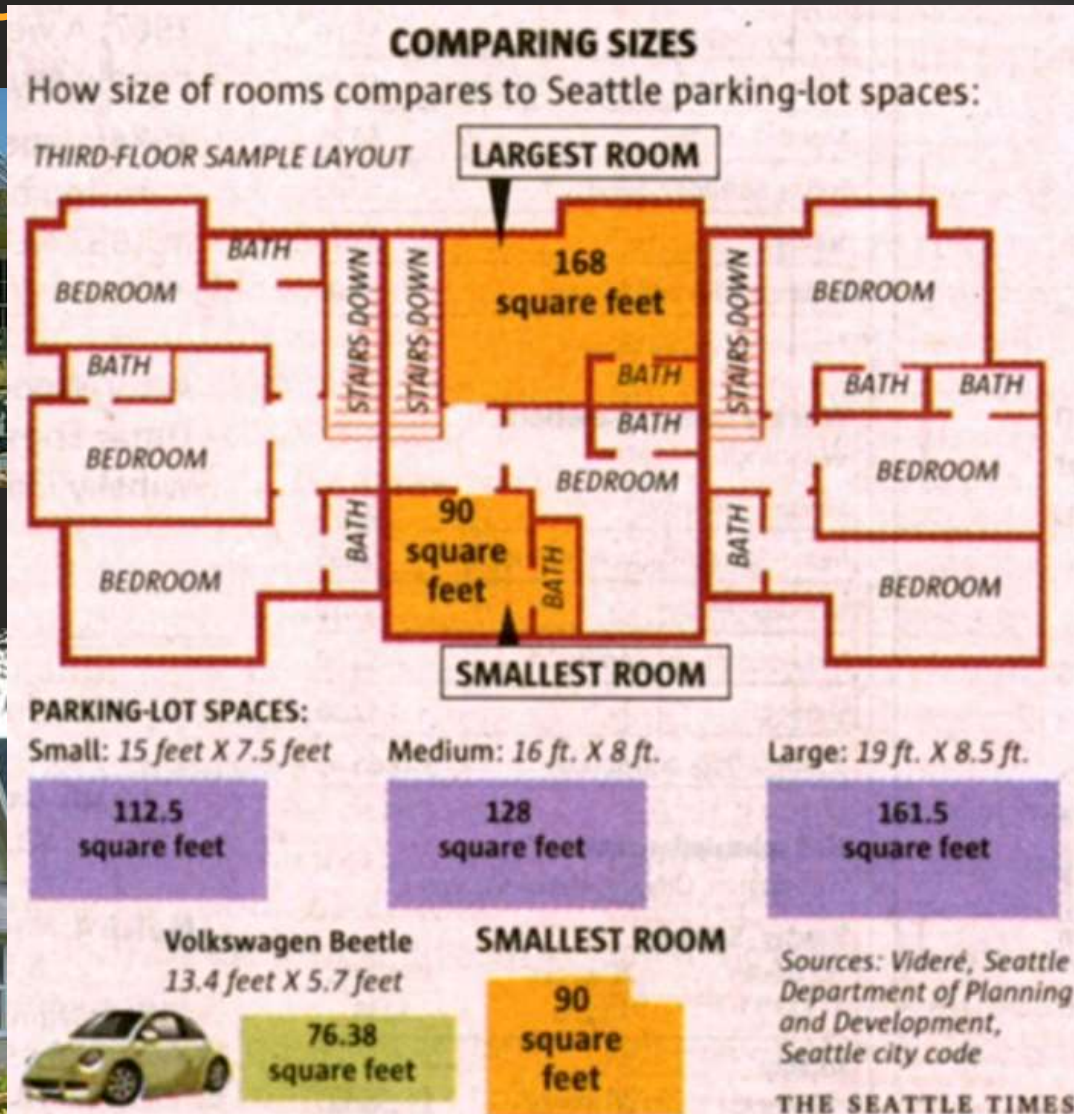 COMPARING SIZES
How size of rooms compares to Seattle parking-lot spaces:
THIRD-FLOOR SAMPLE LAYOUT
LARGEST ROOM
BATH
BEDROOM
STAIRS DOWN
STAIRS DOWN
168
square feet
STAIRS DOWN
BEDROOM
BATH
BATH
BATH
BATH
BATH
BEDROOM
BEDROOM
BEDROOM
90
square
feet
BATH
BATH
BATH
BEDROOM
BEDROOM
SMALLEST ROOM
PARKING-LOT SPACES:
Small: 15 feet X 7.5 feet
Medium: 16 ft. X 8 ft.
Large: 19 ft. X 8.5 ft.
112.5
square feet
128
square feet
161.5
square feet
Volkswagen Beetle
13.4 feet X 5.7 feet
76.38
square feet
SMALLEST ROOM
90
square
feet
Sources: Videré, Seattle
Department of Planning
and Development,
Seattle city code
THE SEATTLE TIMES